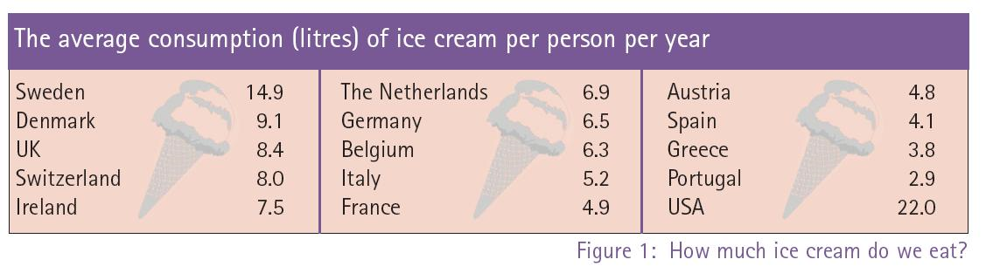 The average consumption (litres) of ice cream per person per year
Sweden 14.9
Denmark 9.1
UK 8.4
Switzerland 8.0
Ireland 7.5
The Netherlands 6.9
Germany 6.5
Belgium 6.3
Italy 5.2
France 4.9
Austria 4.8
Spain 4.1
Greece 3.8
Portugal 2.9
USA 22.0
Figure 1: How much ice cream do we eat?